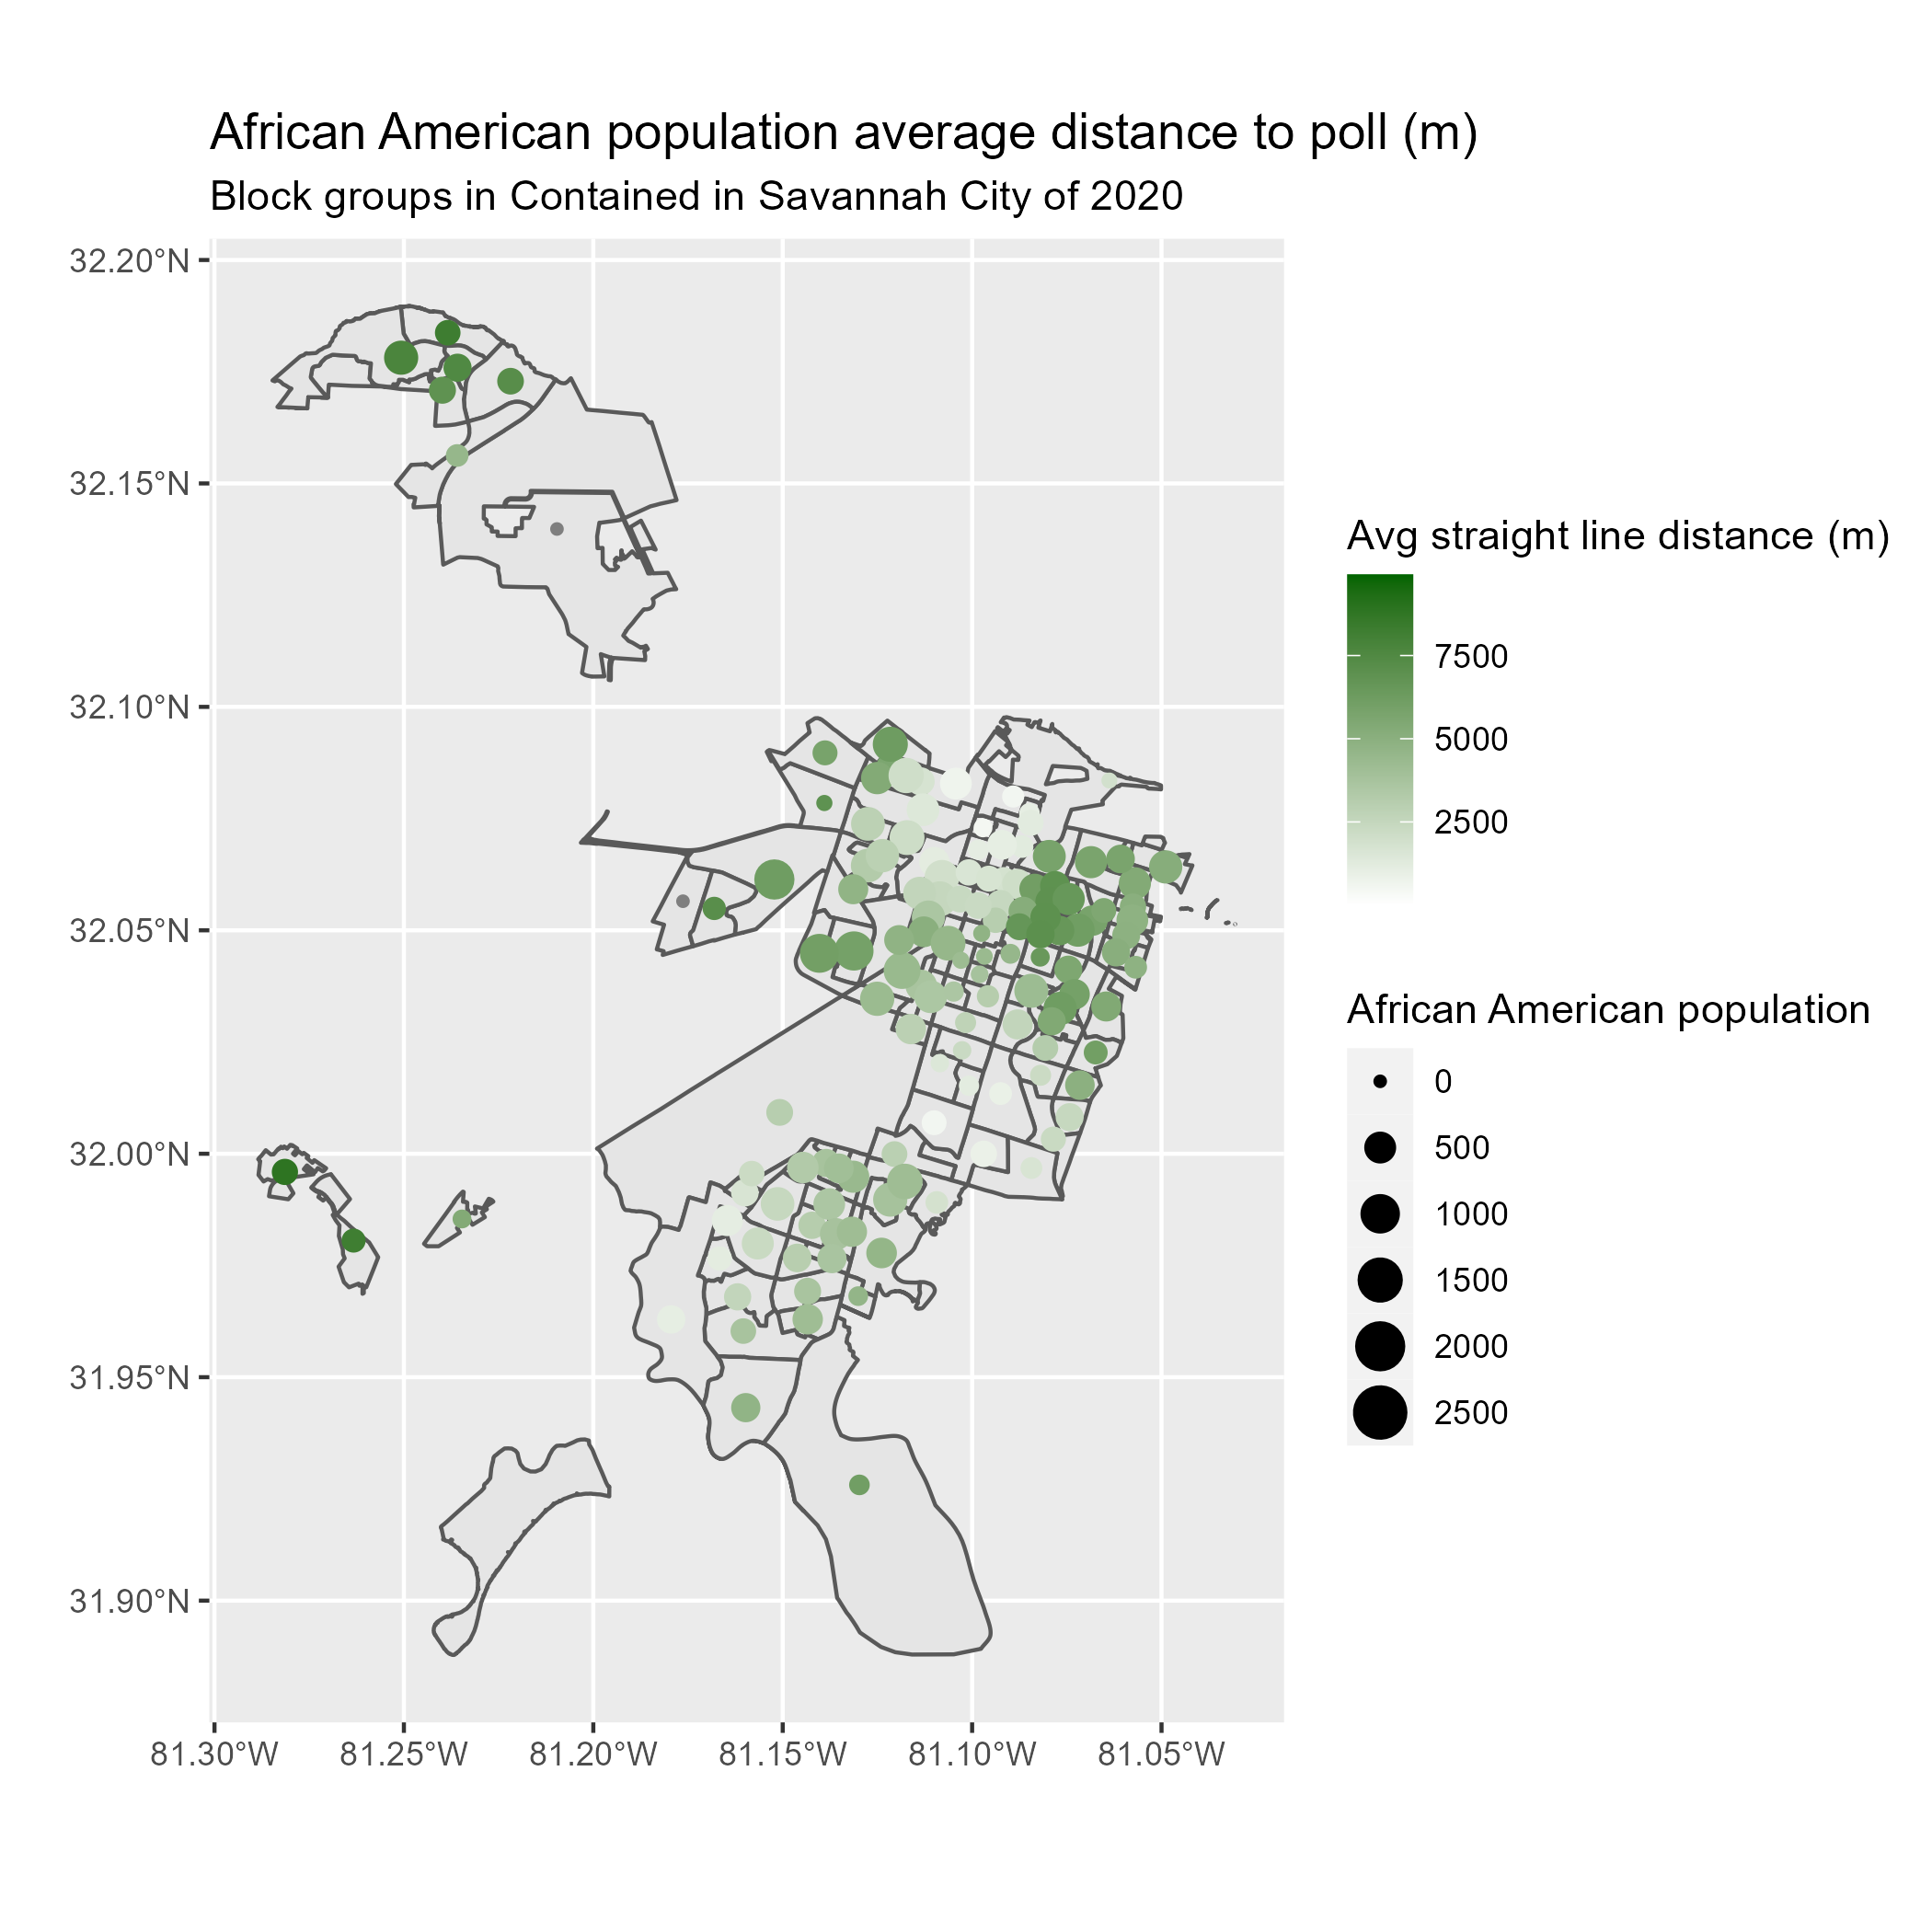 African American population average distance to poll (m)
Block groups in Contained in Savannah City of 2020
32.20°N
32.15°N
32.10°N
32.05°N
32.00°N
31.95°N
31.90°N
81.30°W 81.25°W 81.20°W 81.15°W 81.10°W 81.05°W
Avg straight line distance (m)
7500
5000
2500
African American population
0
500
1000
1500
2000
2500